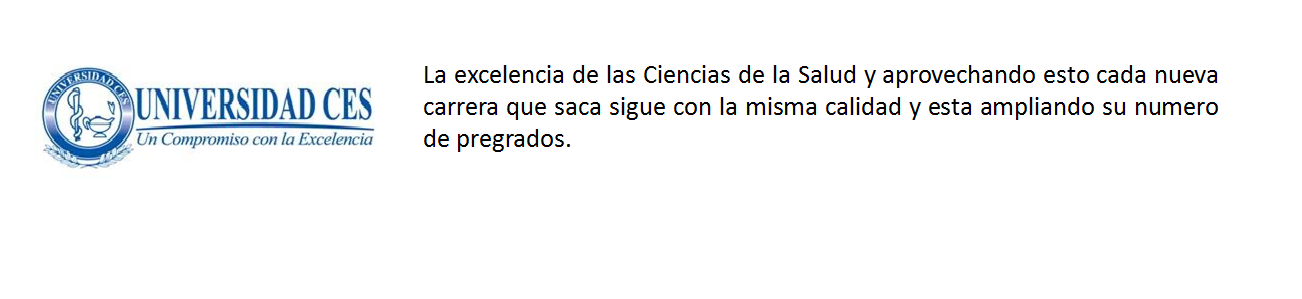 UNIVERSIDAD CES
UNIVERSIDAD CES
Un Compromiso con la Excelencia
La excelencia de las Ciencias de la Salud y aprovechando esto cada nueva
carrera que saca sigue con la misma calidad y esta ampliando su numero
de pregrados.